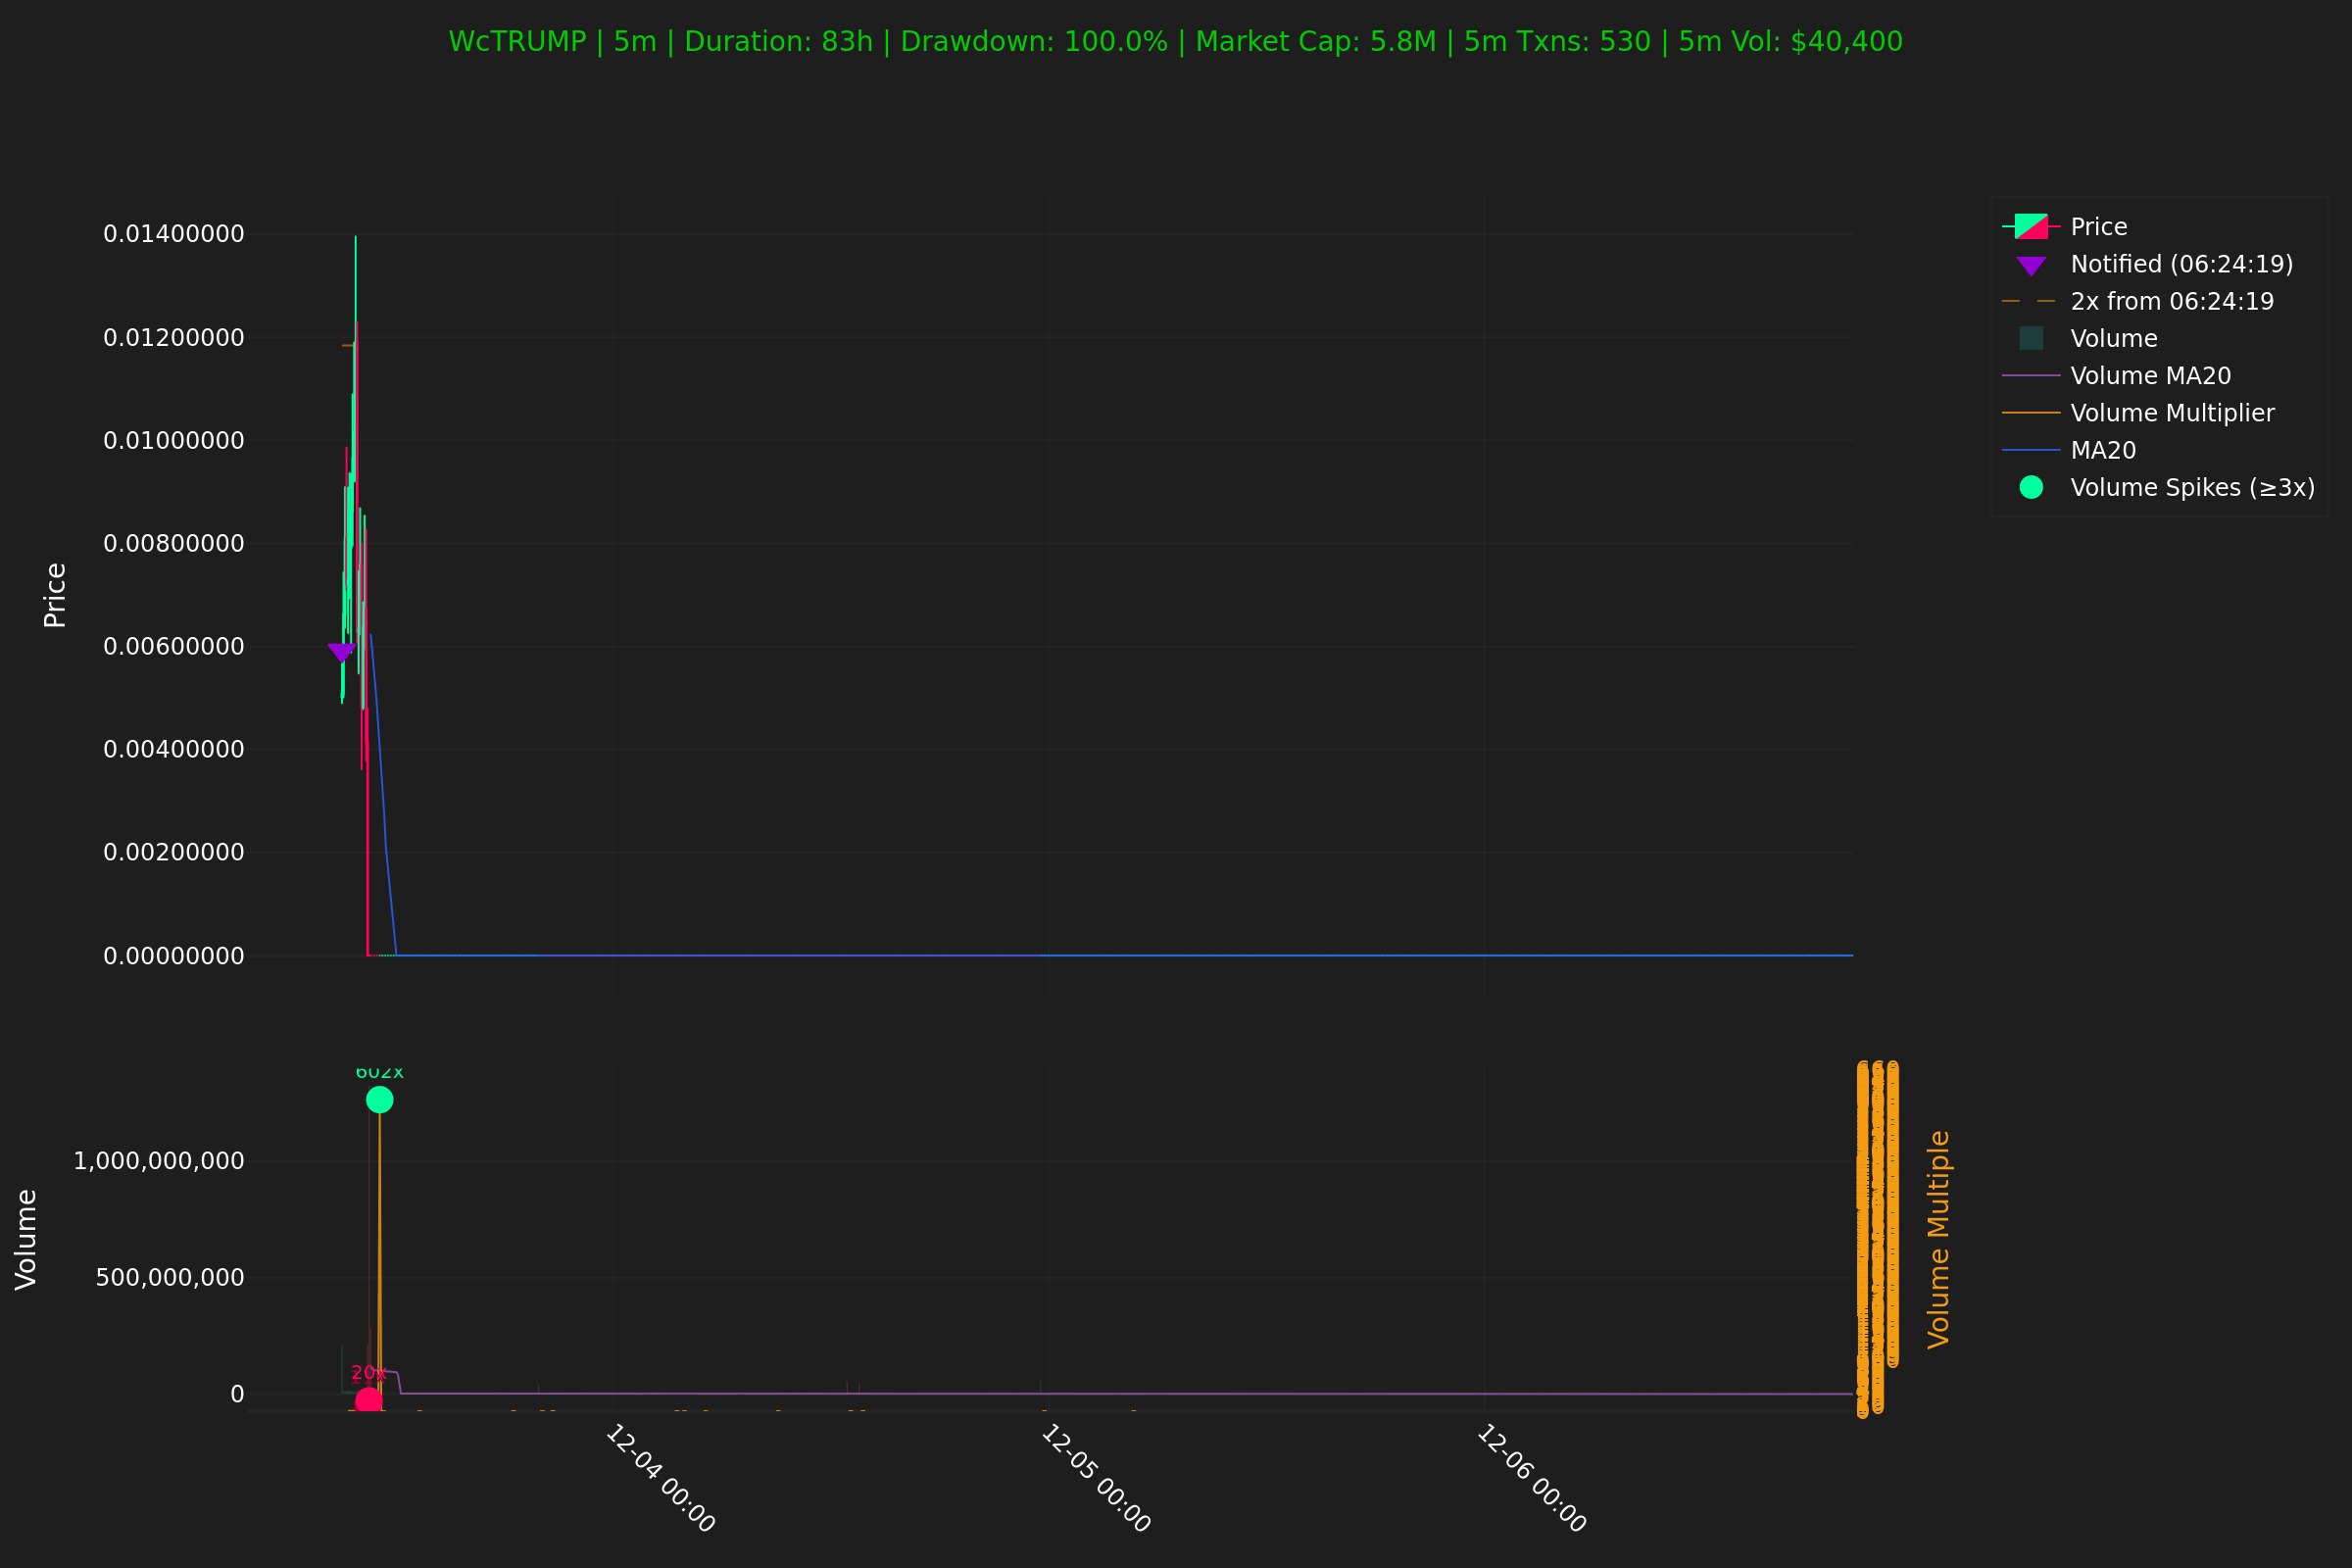 WcTRUMP | 5m | Duration: 83h | Drawdown: 100.0% | Market Cap: 5.8M | 5m Txns: 530 | 5m Vol: $40,400
Price
0.01400000
0.01200000
0.01000000
0.00800000
0.00600000
0.00400000
0.00200000
0.00000000
Price
Notified (06:24:19)
2x from 06:24:19
Volume
Volume MA20
Volume Multiplier
MA20
Volume Spikes (≥3x)
Volume
1,000,000,000
500,000,000
0
602x
20x
Volume Multiple
12-04 00:00
12-05 00:00
12-06 00:00